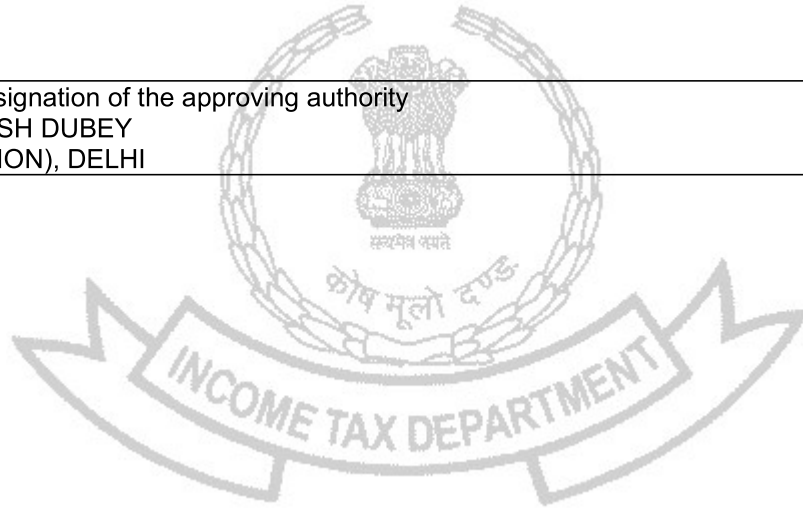 signation of the approving authority
SH DUBEY
ION), DELHI
सत्यमेव जयते
कोष मूलो दण्डः
INCOME TAX DEPARTMENT